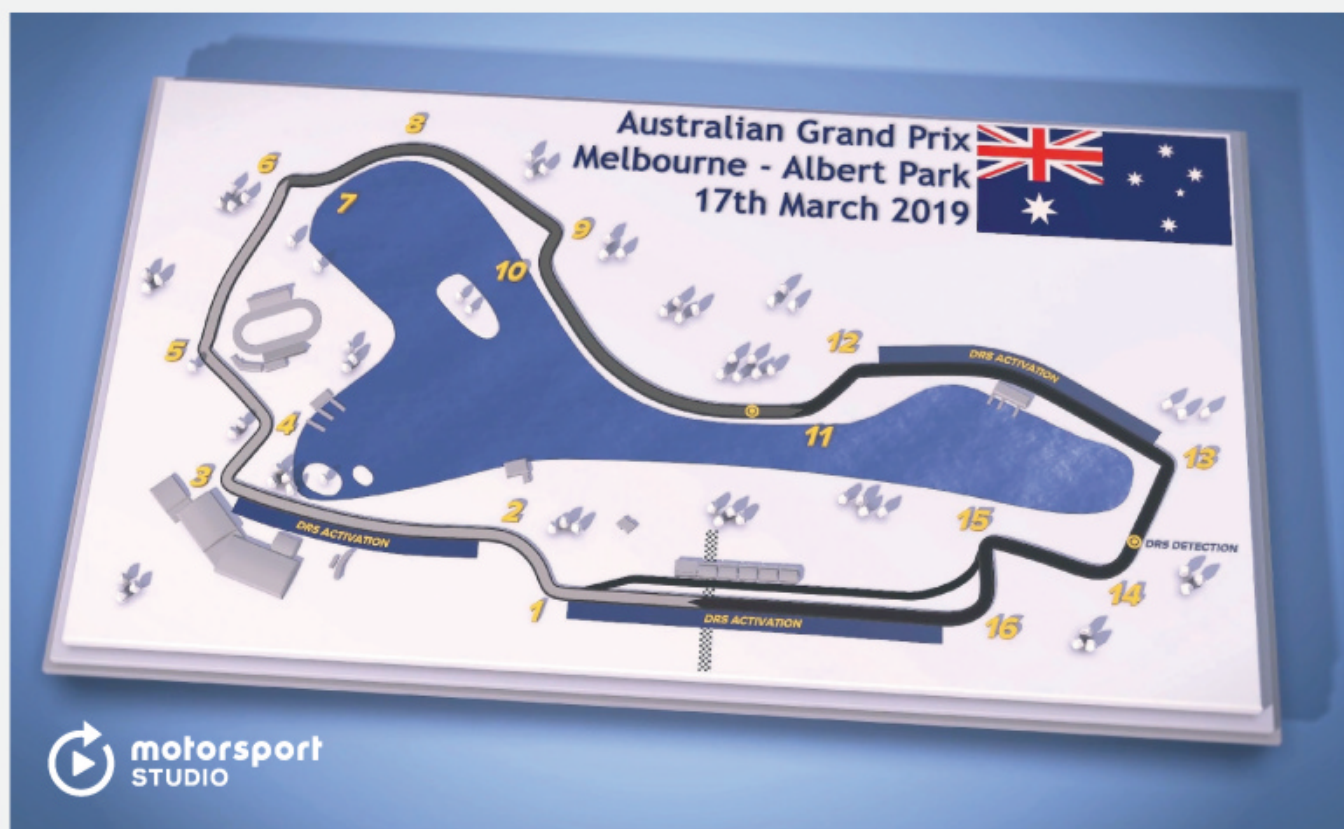 Australian Grand Prix
Melbourne - Albert Park
17th March 2019
8
6
7
9
10
5
12
DRS ACTIVATION
4
11
13
3
2
15
DRS ACTIVATION
DRS DETECTION
14
1
DRS ACTIVATION
16
motorsport
STUDIO